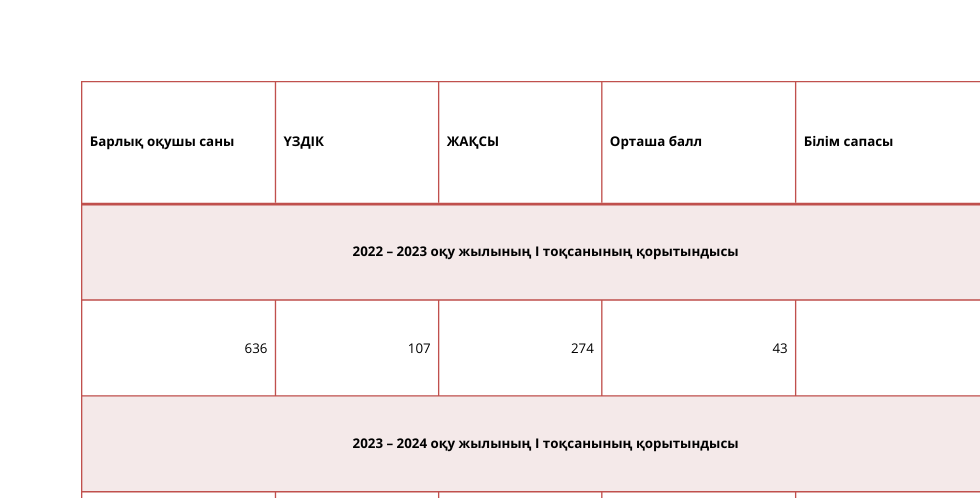 Барлық оқушы саны ҮЗДІК ЖАҚСЫ Орташа балл Білім сапасы
2022 – 2023 оқу жылының І тоқсанының қорытындысы
636 107 274 43
2023 – 2024 оқу жылының І тоқсанының қорытындысы